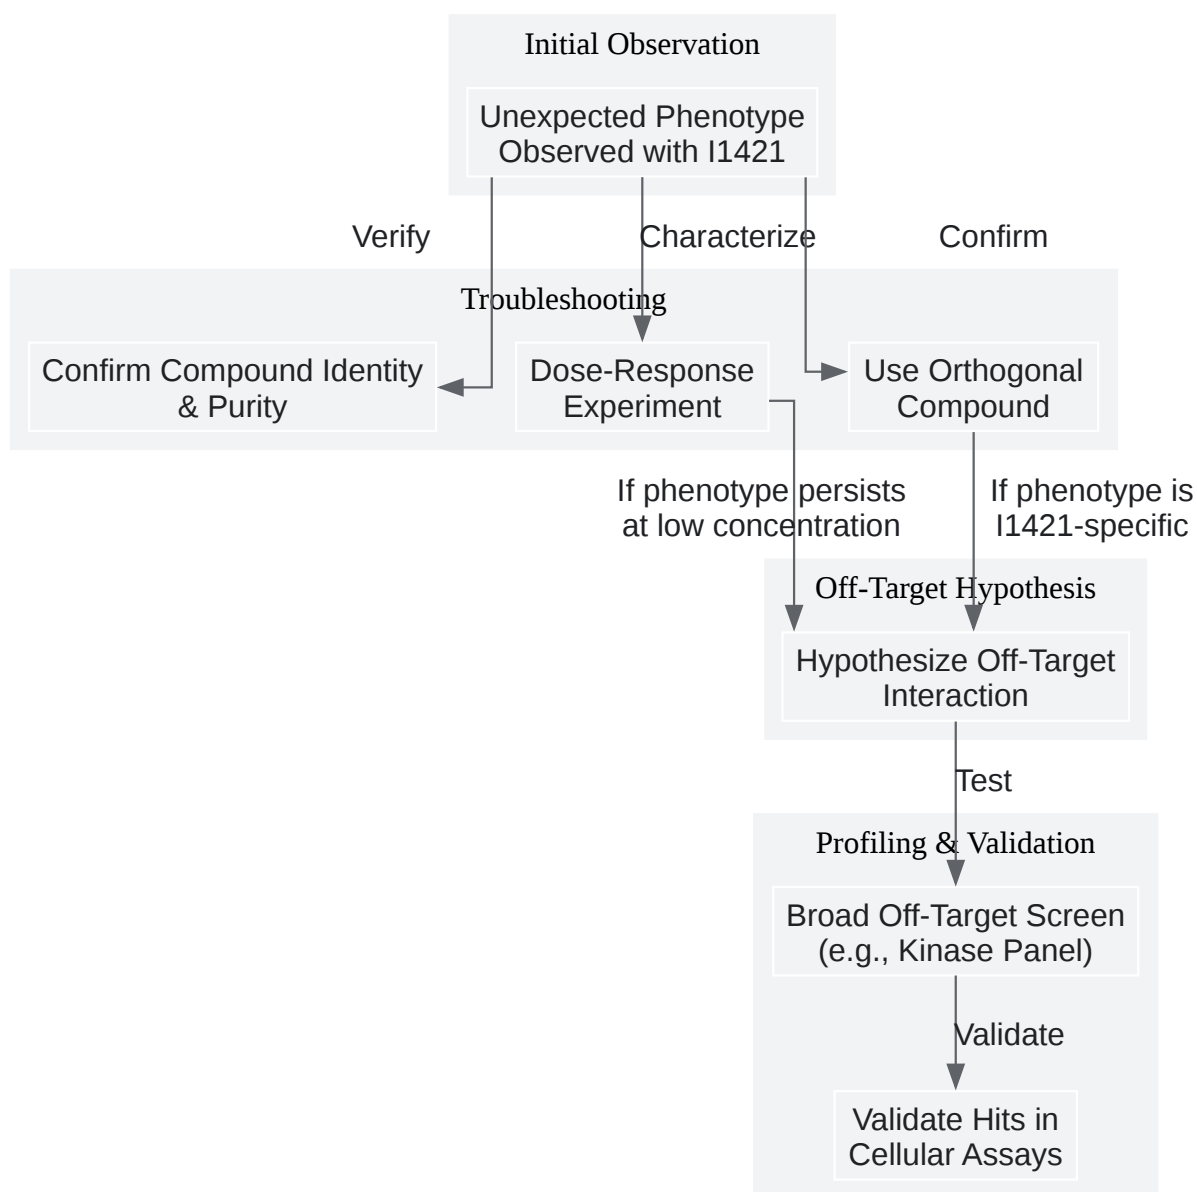 Initial Observation
Unexpected Phenotype
Observed with I1421
Verify
Characterize
Confirm
Troubleshooting
Confirm Compound Identity
& Purity
Dose-Response
Experiment
Use Orthogonal
Compound
If phenotype persists
at low concentration
If phenotype is
I1421-specific
Off-Target Hypothesis
Hypothesize Off-Target
Interaction
Test
Profiling & Validation
Broad Off-Target Screen
(e.g., Kinase Panel)
Validate
Validate Hits in
Cellular Assays